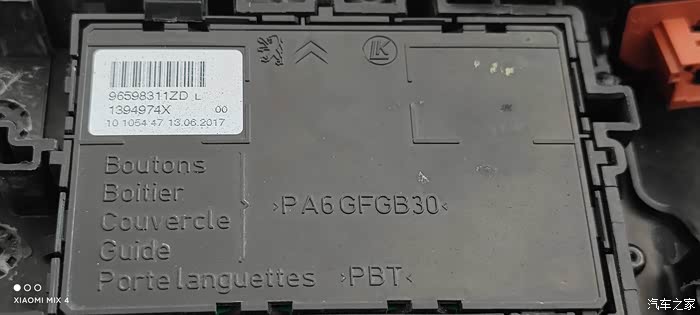 96598311ZD L
1394974X 00
10 1054 47 13.06.2017
LK
Boutons
Boitier
Couvercle
Guide
>PA6 GFGB30<
Porte languettes >PBT<
XIAOMI MIX 4
汽车之家